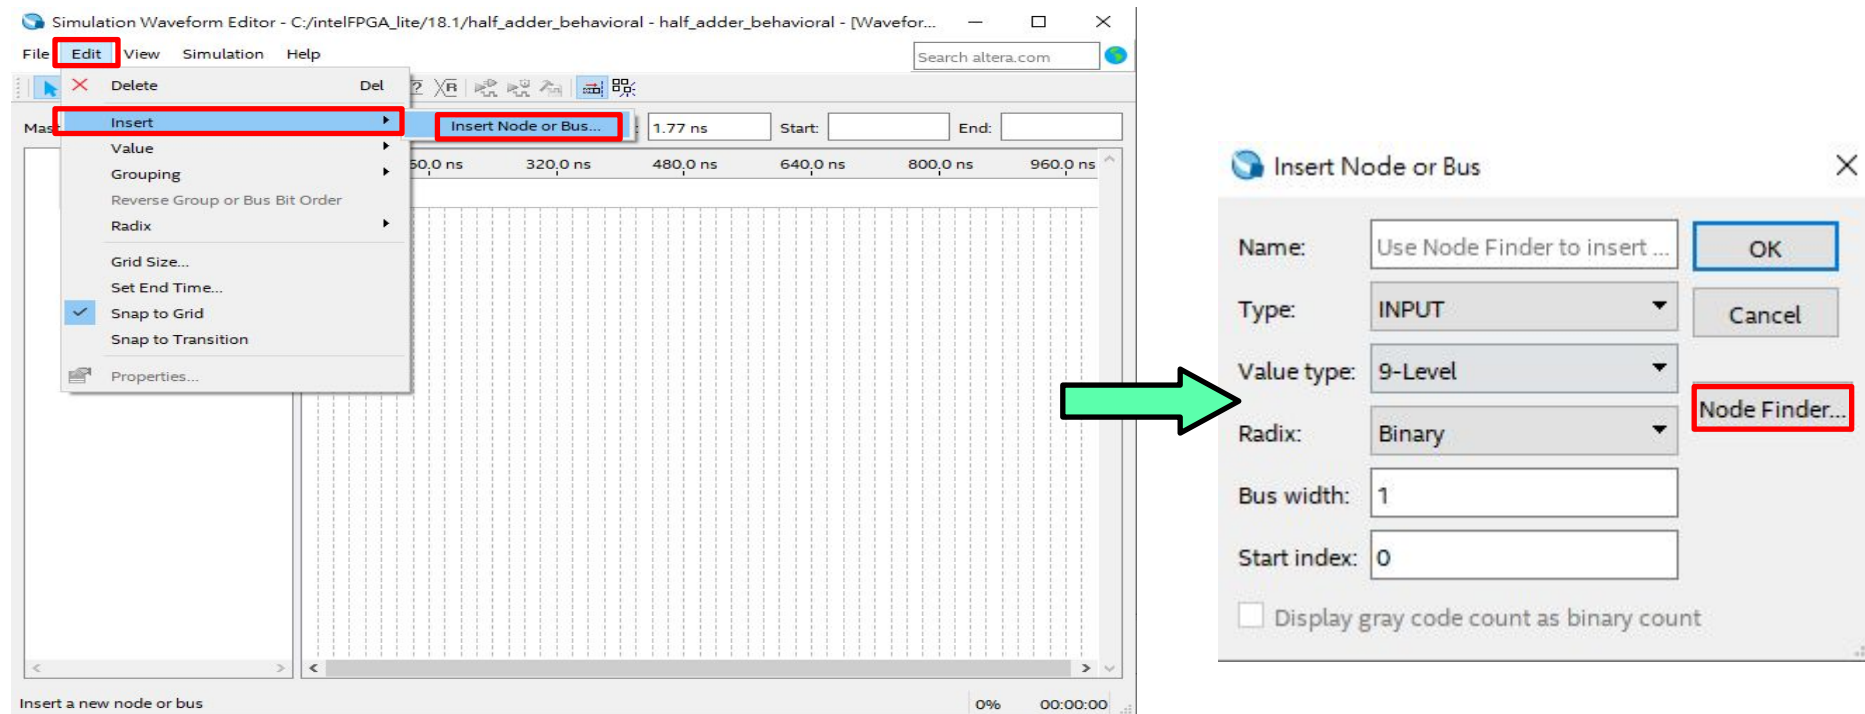 Simulation Waveform Editor - C:/intelFPGA_lite/18.1/half_adder_behavioral - half_adder_behavioral - [Wavefor...
File Edit View Simulation Help
Search altera.com
Delete Del
Insert
Insert Node or Bus...
1.77 ns
Start:
End:
Value
Grouping
Reverse Group or Bus Bit Order
Radix
Grid Size...
Set End Time...
Snap to Grid
Snap to Transition
Properties...
320.0 ns 480.0 ns 640.0 ns 800.0 ns 960.0 ns
Insert a new node or bus
0% 00:00:00
Insert Node or Bus
Name: Use Node Finder to insert ...
OK
Type: INPUT
Cancel
Value type: 9-Level
Node Finder...
Radix: Binary
Bus width: 1
Start index: 0
Display gray code count as binary count